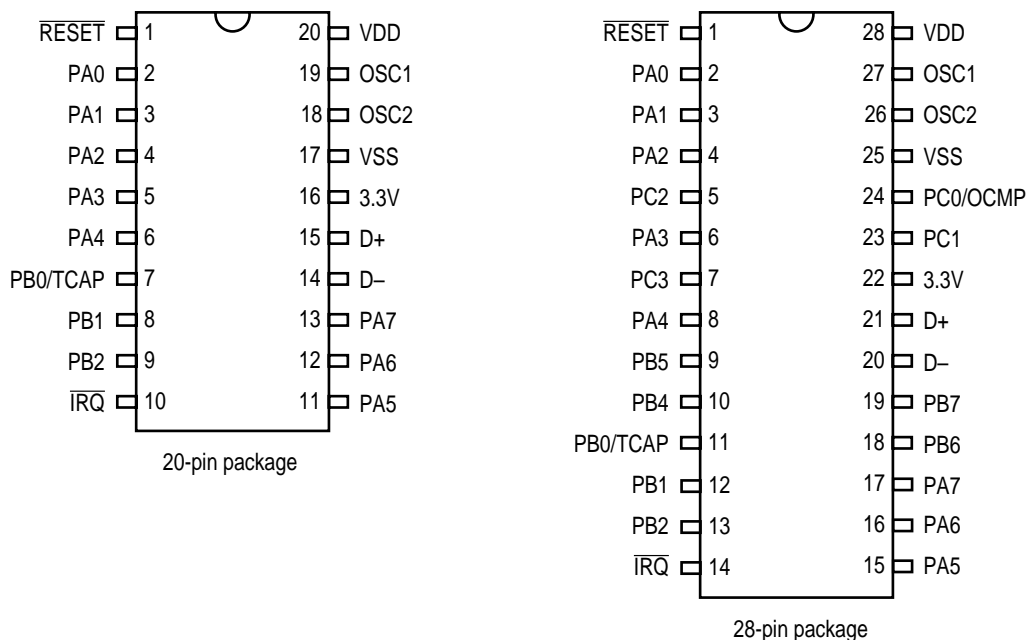 RESET 1 20 VDD
PA0 2 19 OSC1
PA1 3 18 OSC2
PA2 4 17 VSS
PA3 5 16 3.3V
PA4 6 15 D+
PB0/TCAP 7 14 D–
PB1 8 13 PA7
PB2 9 12 PA6
IRQ 10 11 PA5
20-pin package
RESET 1 28 VDD
PA0 2 27 OSC1
PA1 3 26 OSC2
PA2 4 25 VSS
PC2 5 24 PC0/OCMP
PA3 6 23 PC1
PC3 7 22 3.3V
PA4 8 21 D+
PB5 9 20 D–
PB4 10 19 PB7
PB0/TCAP 11 18 PB6
PB1 12 17 PA7
PB2 13 16 PA6
IRQ 14 15 PA5
28-pin package